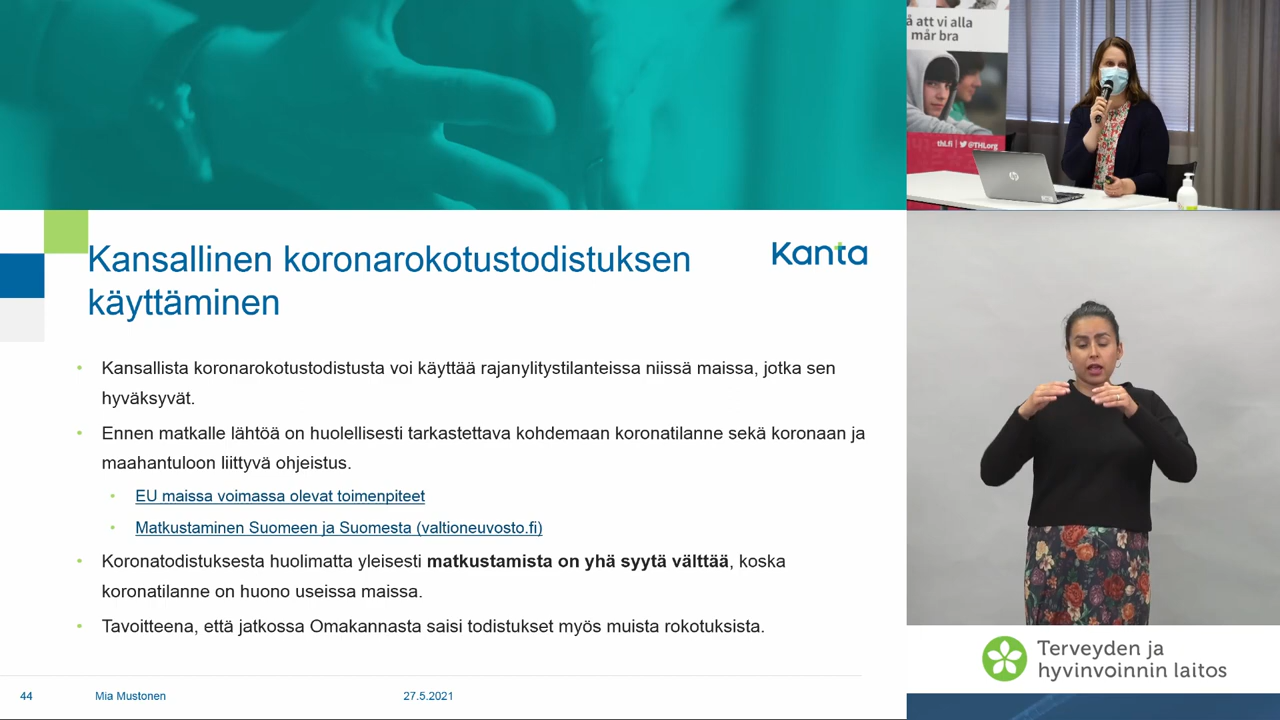 Kansallinen koronarokotustodistuksen
käyttäminen
Kanta
Kansallista koronarokotustodistusta voi käyttää rajanylitystilanteissa niissä maissa, jotka sen
hyväksyvät.
Ennen matkalle lähtöä on huolellisesti tarkastettava kohdemaan koronatilanne sekä koronaan ja
maahantuloon liittyvä ohjeistus.
EU maissa voimassa olevat toimenpiteet
Matkustaminen Suomeen ja Suomesta (valtioneuvosto.fi)
Koronatodistuksesta huolimatta yleisesti matkustamista on yhä syytä välttää, koska
koronatilanne on huono useissa maissa.
Tavoitteena, että jatkossa Omakannasta saisi todistukset myös muista rokotuksista.
44
Mia Mustonen
27.5.2021
å att vi alla
mår bra
thl.fi | @THLorg
hp
Terveyden ja
hyvinvoinnin laitos